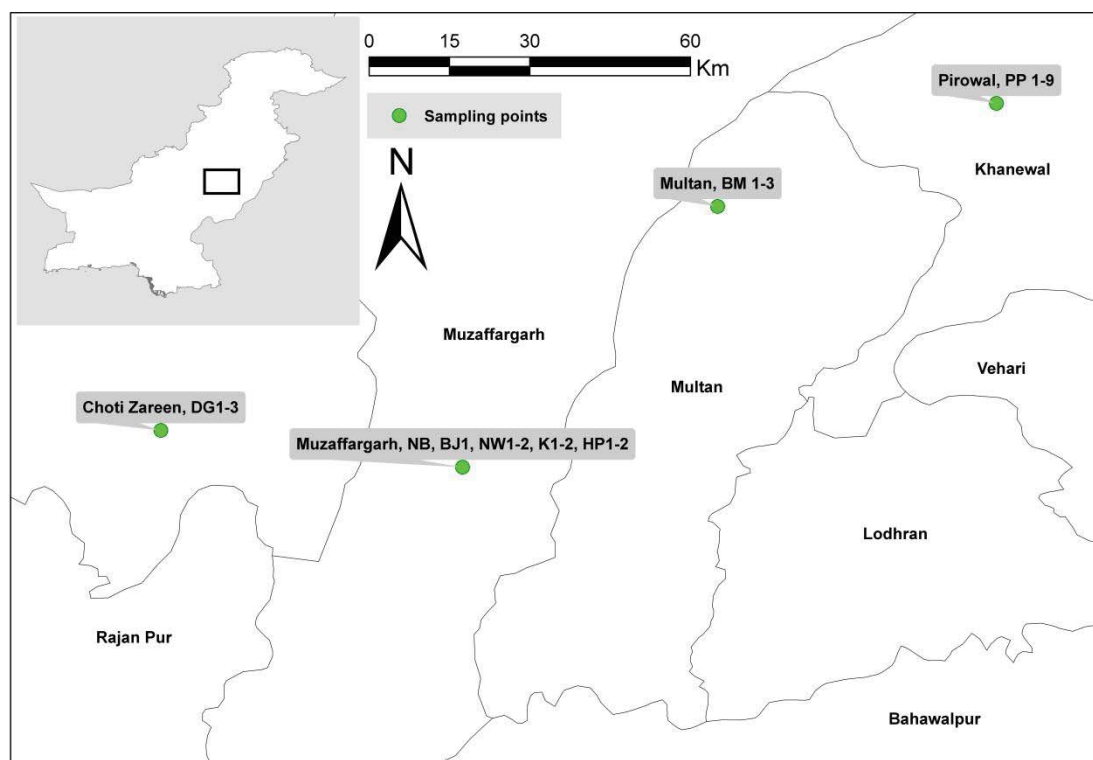 0 15 30 60
Km
Sampling points
N
Pirowal, PP 1-9
Khanewal
Multan, BM 1-3
Muzaffargarh
Vehari
Multan
Choti Zareen, DG1-3
Muzaffargarh, NB, BJ1, NW1-2, K1-2, HP1-2
Lodhran
Rajan Pur
Bahawalpur